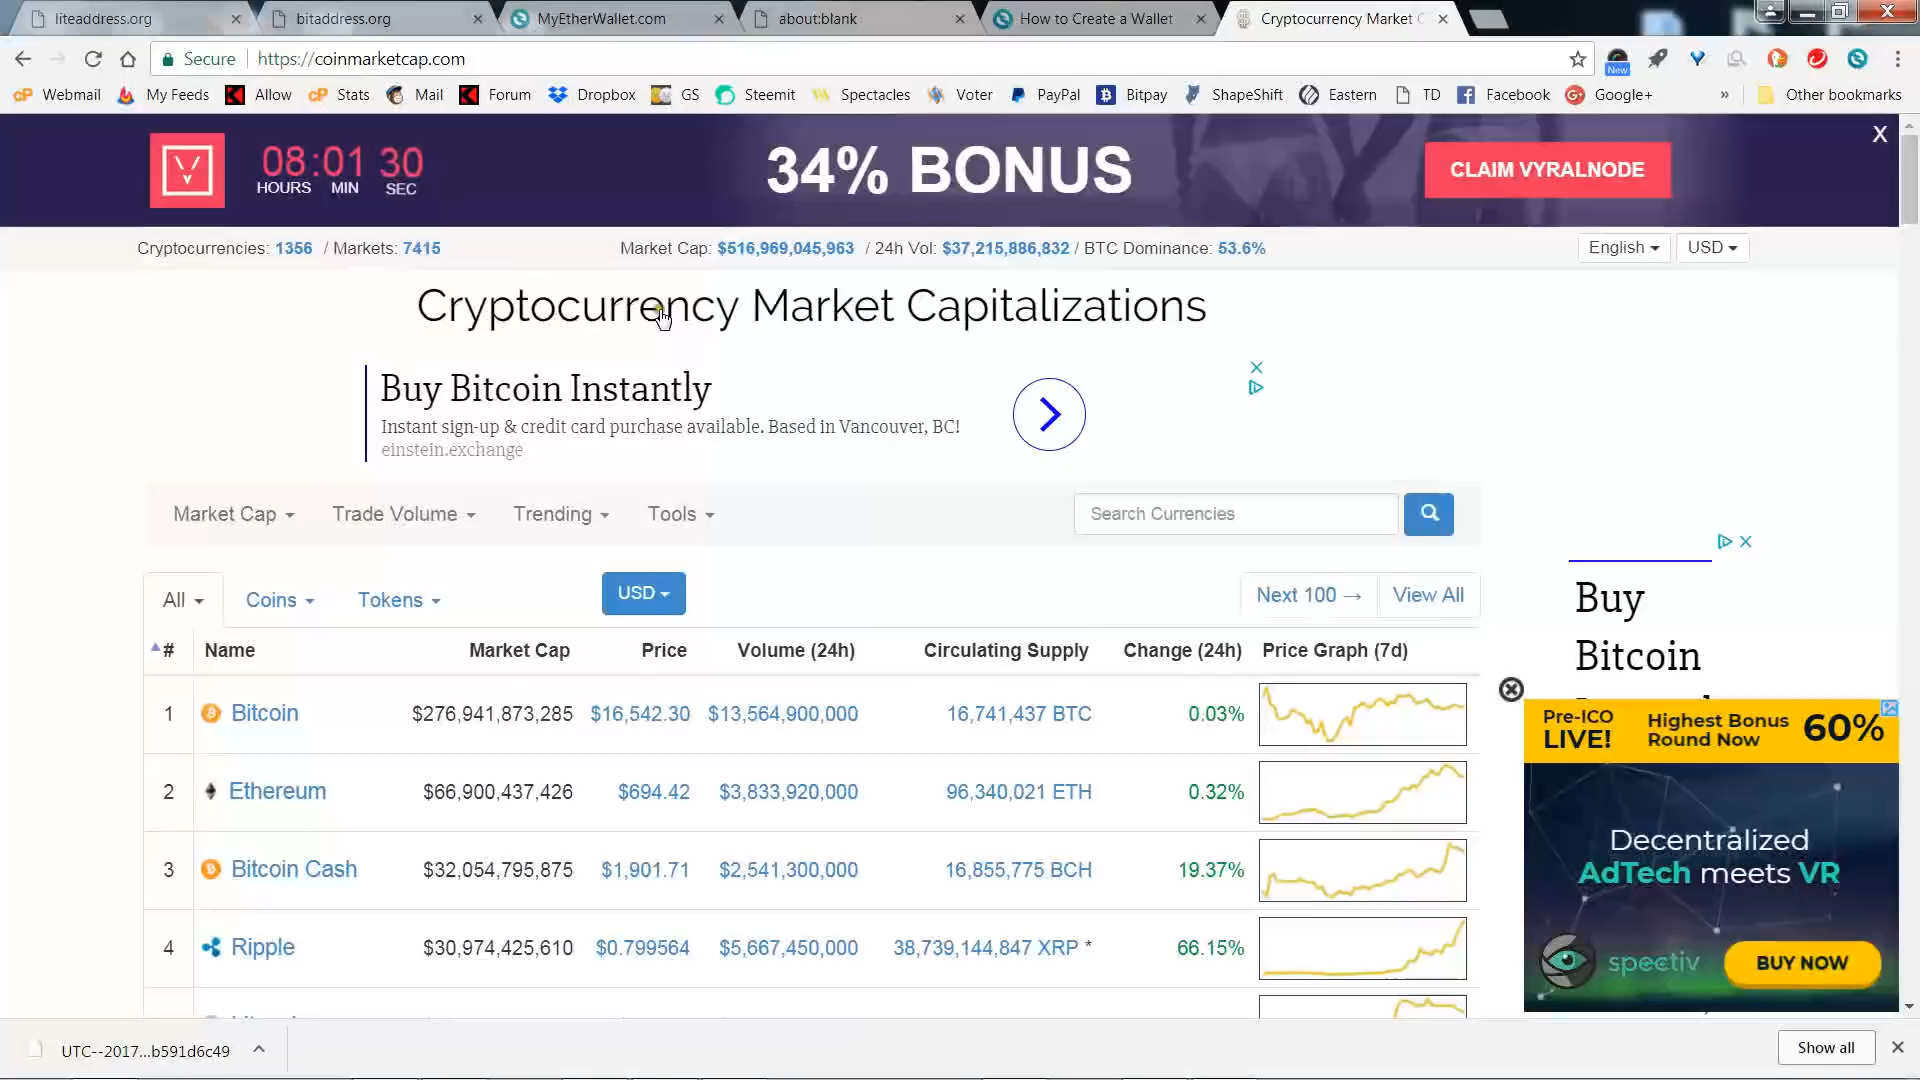 liteaddress.org
bitaddress.org
MyEtherWallet.com
about:blank
How to Create a Wallet
Cryptocurrency Market C
Secure
https://coinmarketcap.com
New
Webmail
My Feeds
Allow
Stats
Mail
Forum
Dropbox
GS
Steemit
Spectacles
Voter
PayPal
Bitpay
ShapeShift
Eastern
TD
Facebook
Google+
»
Other bookmarks
08:01 30
HOURS MIN SEC
34% BONUS
CLAIM VYRALNODE
X
Cryptocurrencies: 1356 / Markets: 7415
Market Cap: $516,969,045,963 / 24h Vol: $37,215,886,832 / BTC Dominance: 53.6%
English
USD
Cryptocurrency Market Capitalizations
Buy Bitcoin Instantly
Instant sign-up & credit card purchase available. Based in Vancouver, BC!
einstein.exchange
Market Cap
Trade Volume
Trending
Tools
Search Currencies
All
Coins
Tokens
USD
Next 100 →
View All
# Name Market Cap Price Volume (24h) Circulating Supply Change (24h) Price Graph (7d)
1 Bitcoin $276,941,873,285 $16,542.30 $13,564,900,000 16,741,437 BTC 0.03%
2 Ethereum $66,900,437,426 $694.42 $3,833,920,000 96,340,021 ETH 0.32%
3 Bitcoin Cash $32,054,795,875 $1,901.71 $2,541,300,000 16,855,775 BCH 19.37%
4 Ripple $30,974,425,610 $0.799564 $5,667,450,000 38,739,144,847 XRP * 66.15%
Buy
Bitcoin
Pre-ICO
LIVE!
Highest Bonus
Round Now
60%
Decentralized
AdTech meets VR
spectiv
BUY NOW
UTC--2017...b591d6c49
Show all